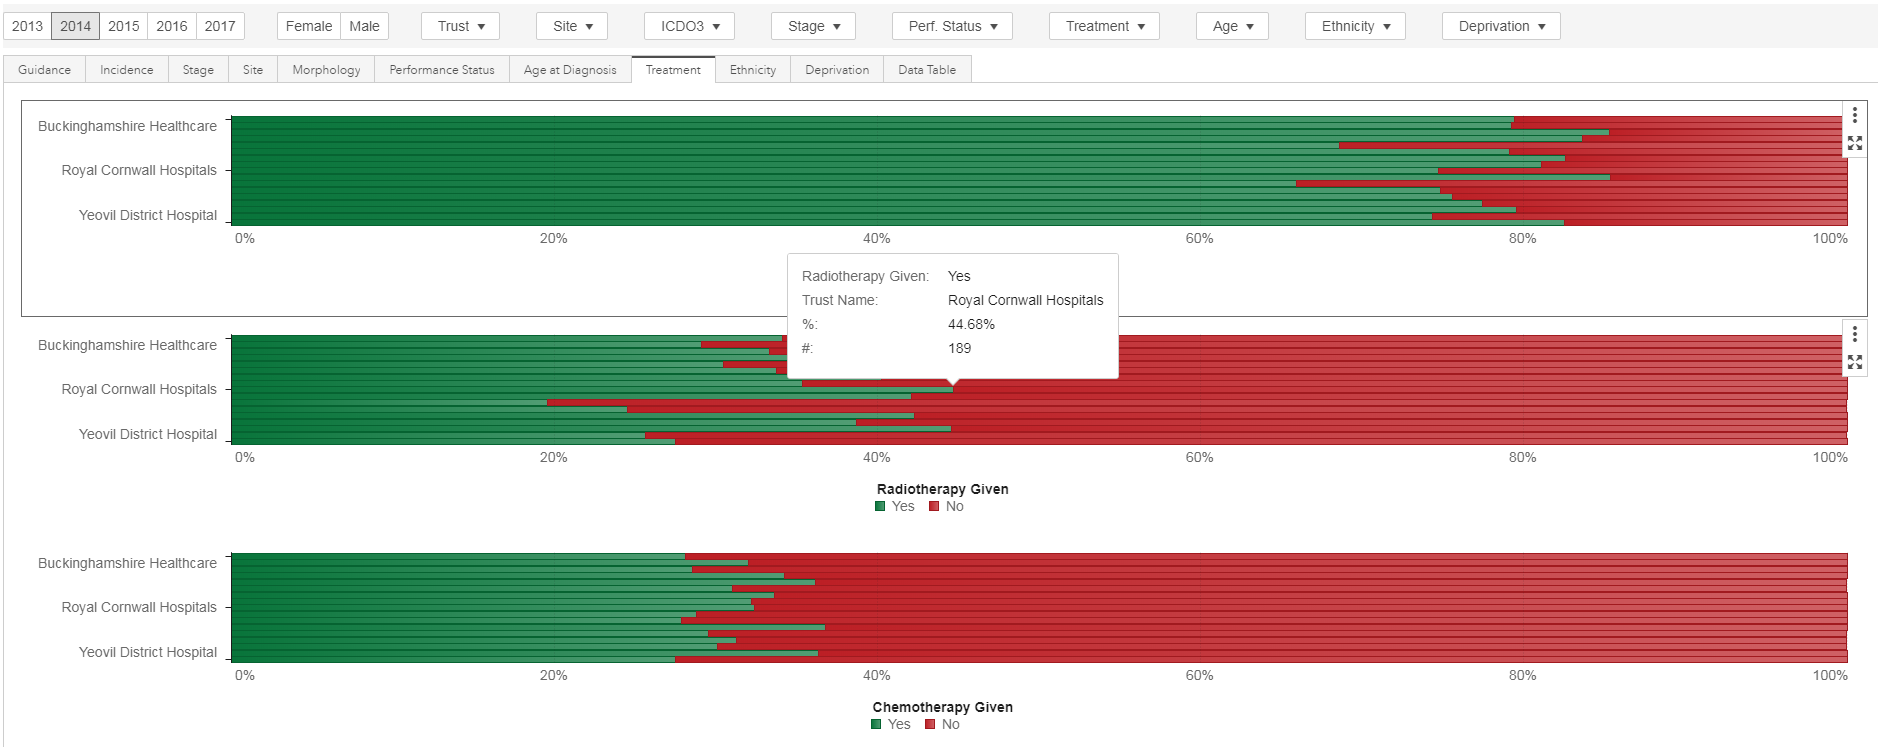 2013 2014 2015 2016 2017 Female Male Trust Site ICDO3 Stage Perf. Status Treatment Age Ethnicity Deprivation
Guidance Incidence Stage Site Morphology Performance Status Age at Diagnosis Treatment Ethnicity Deprivation Data Table
Buckinghamshire Healthcare
Royal Cornwall Hospitals
Yeovil District Hospital
0% 20% 40% 60% 80% 100%
Radiotherapy Given: Yes
Trust Name: Royal Cornwall Hospitals
%: 44.68%
#: 189
Buckinghamshire Healthcare
Royal Cornwall Hospitals
Yeovil District Hospital
0% 20% 40% 60% 80% 100%
Radiotherapy Given
Yes No
Buckinghamshire Healthcare
Royal Cornwall Hospitals
Yeovil District Hospital
0% 20% 40% 60% 80% 100%
Chemotherapy Given
Yes No